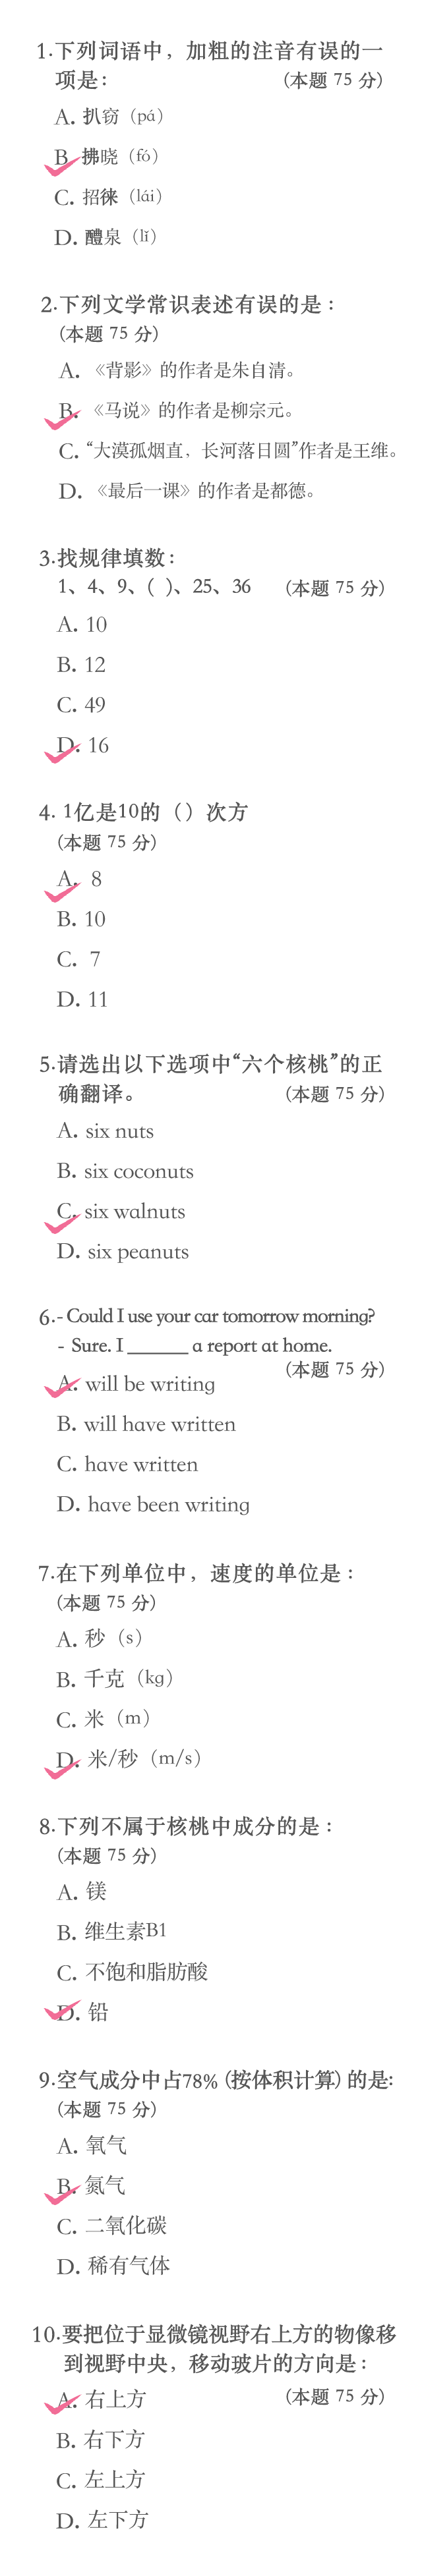 1.下列词语中，加粗的注音有误的一
项是：
(本题 75 分)
A. 扒窃（pá）
B. 拂晓（fó）
C. 招徕（lái）
D. 醴泉（lǐ）
2.下列文学常识表述有误的是：
(本题 75 分)
A. 《背影》的作者是朱自清。
B. 《马说》的作者是柳宗元。
C. “大漠孤烟直，长河落日圆”作者是王维。
D. 《最后一课》的作者是都德。
3.找规律填数：
1、4、9、( )、25、36 (本题 75 分)
A. 10
B. 12
C. 49
D. 16
4. 1亿是10的（）次方
(本题 75 分)
A. 8
B. 10
C. 7
D. 11
5.请选出以下选项中“六个核桃”的正
确翻译。 (本题 75 分)
A. six nuts
B. six coconuts
C. six walnuts
D. six peanuts
6.- Could I use your car tomorrow morning?
- Sure. I ______ a report at home.
(本题 75 分)
A. will be writing
B. will have written
C. have written
D. have been writing
7.在下列单位中，速度的单位是：
(本题 75 分)
A. 秒（s）
B. 千克（kg）
C. 米（m）
D. 米/秒（m/s）
8.下列不属于核桃中成分的是：
(本题 75 分)
A. 镁
B. 维生素B1
C. 不饱和脂肪酸
D. 铅
9.空气成分中占78% (按体积计算) 的是:
(本题 75 分)
A. 氧气
B. 氮气
C. 二氧化碳
D. 稀有气体
10.要把位于显微镜视野右上方的物像移
到视野中央，移动玻片的方向是：
(本题 75 分)
A. 右上方
B. 右下方
C. 左上方
D. 左下方